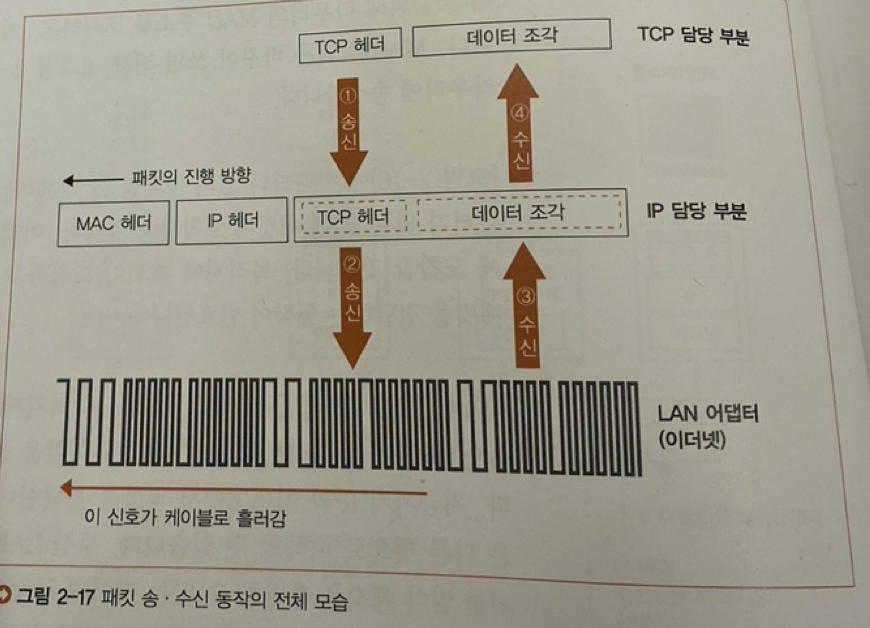 TCP 헤더 데이터 조각 TCP 담당 부분
① 송신
④ 수신
패킷의 진행 방향
MAC 헤더 IP 헤더 TCP 헤더 데이터 조각 IP 담당 부분
② 송신
③ 수신
LAN 어댑터
(이더넷)
이 신호가 케이블로 흘러감
그림 2-17 패킷 송·수신 동작의 전체 모습